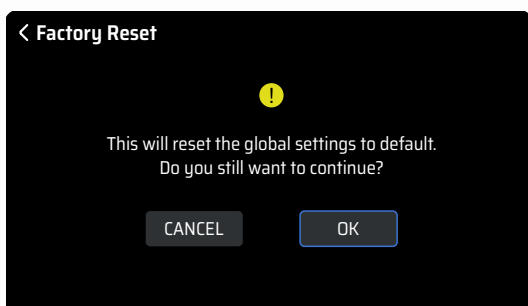 Factory Reset
This will reset the global settings to default.
Do you still want to continue?
CANCEL
OK